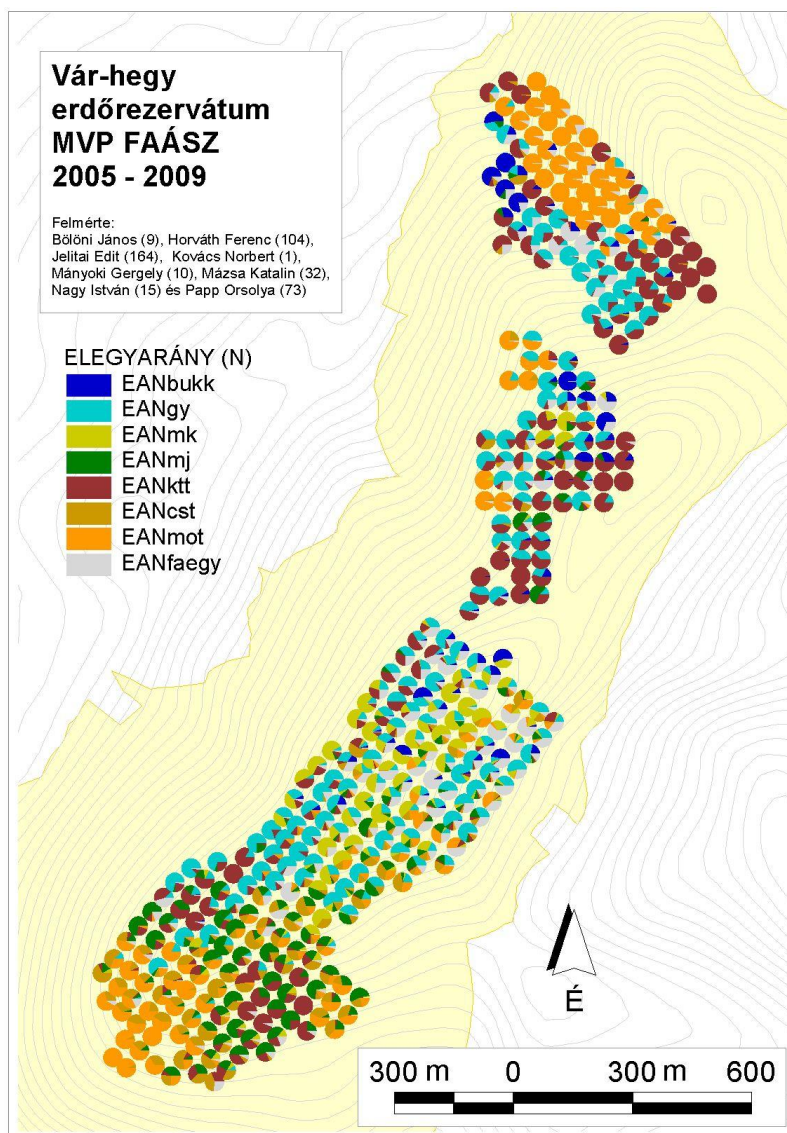 Vár-hegy
erdőrezervátum
MVP FAÁSZ
2005 - 2009
Felmérte:
Bölöni János (9), Horváth Ferenc (104),
Jelitai Edit (164), Kovács Norbert (1),
Mányoki Gergely (10), Mázsa Katalin (32),
Nagy István (15) és Papp Orsolya (73)
ELEGYARÁNY (N)
EANbukk
EANgy
EANmk
EANmj
EANktt
EANcst
EANmot
EANfaegy
É
300 m 0 300 m 600